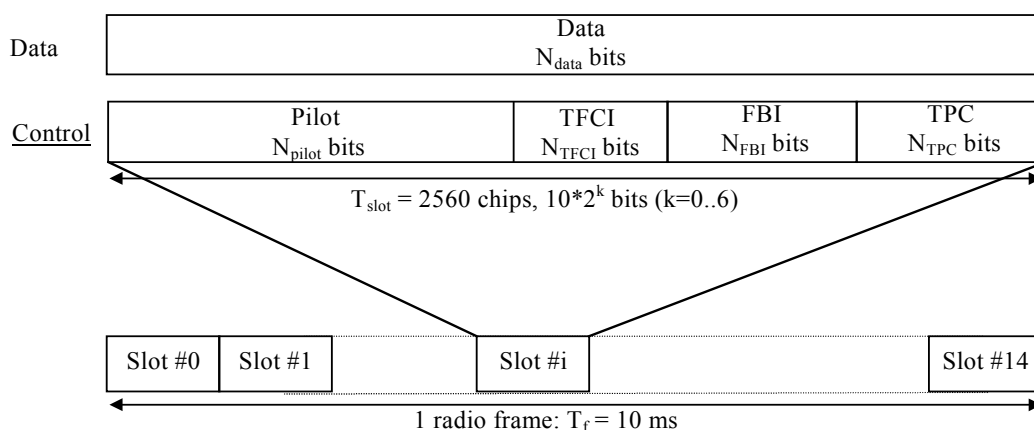 Data
Data
N_data bits
Control
Pilot
N_pilot bits
TFCI
N_TFCI bits
FBI
N_FBI bits
TPC
N_TPC bits
T_slot = 2560 chips, 10*2^k bits (k=0..6)
Slot #0
Slot #1
Slot #i
Slot #14
1 radio frame: T_f = 10 ms